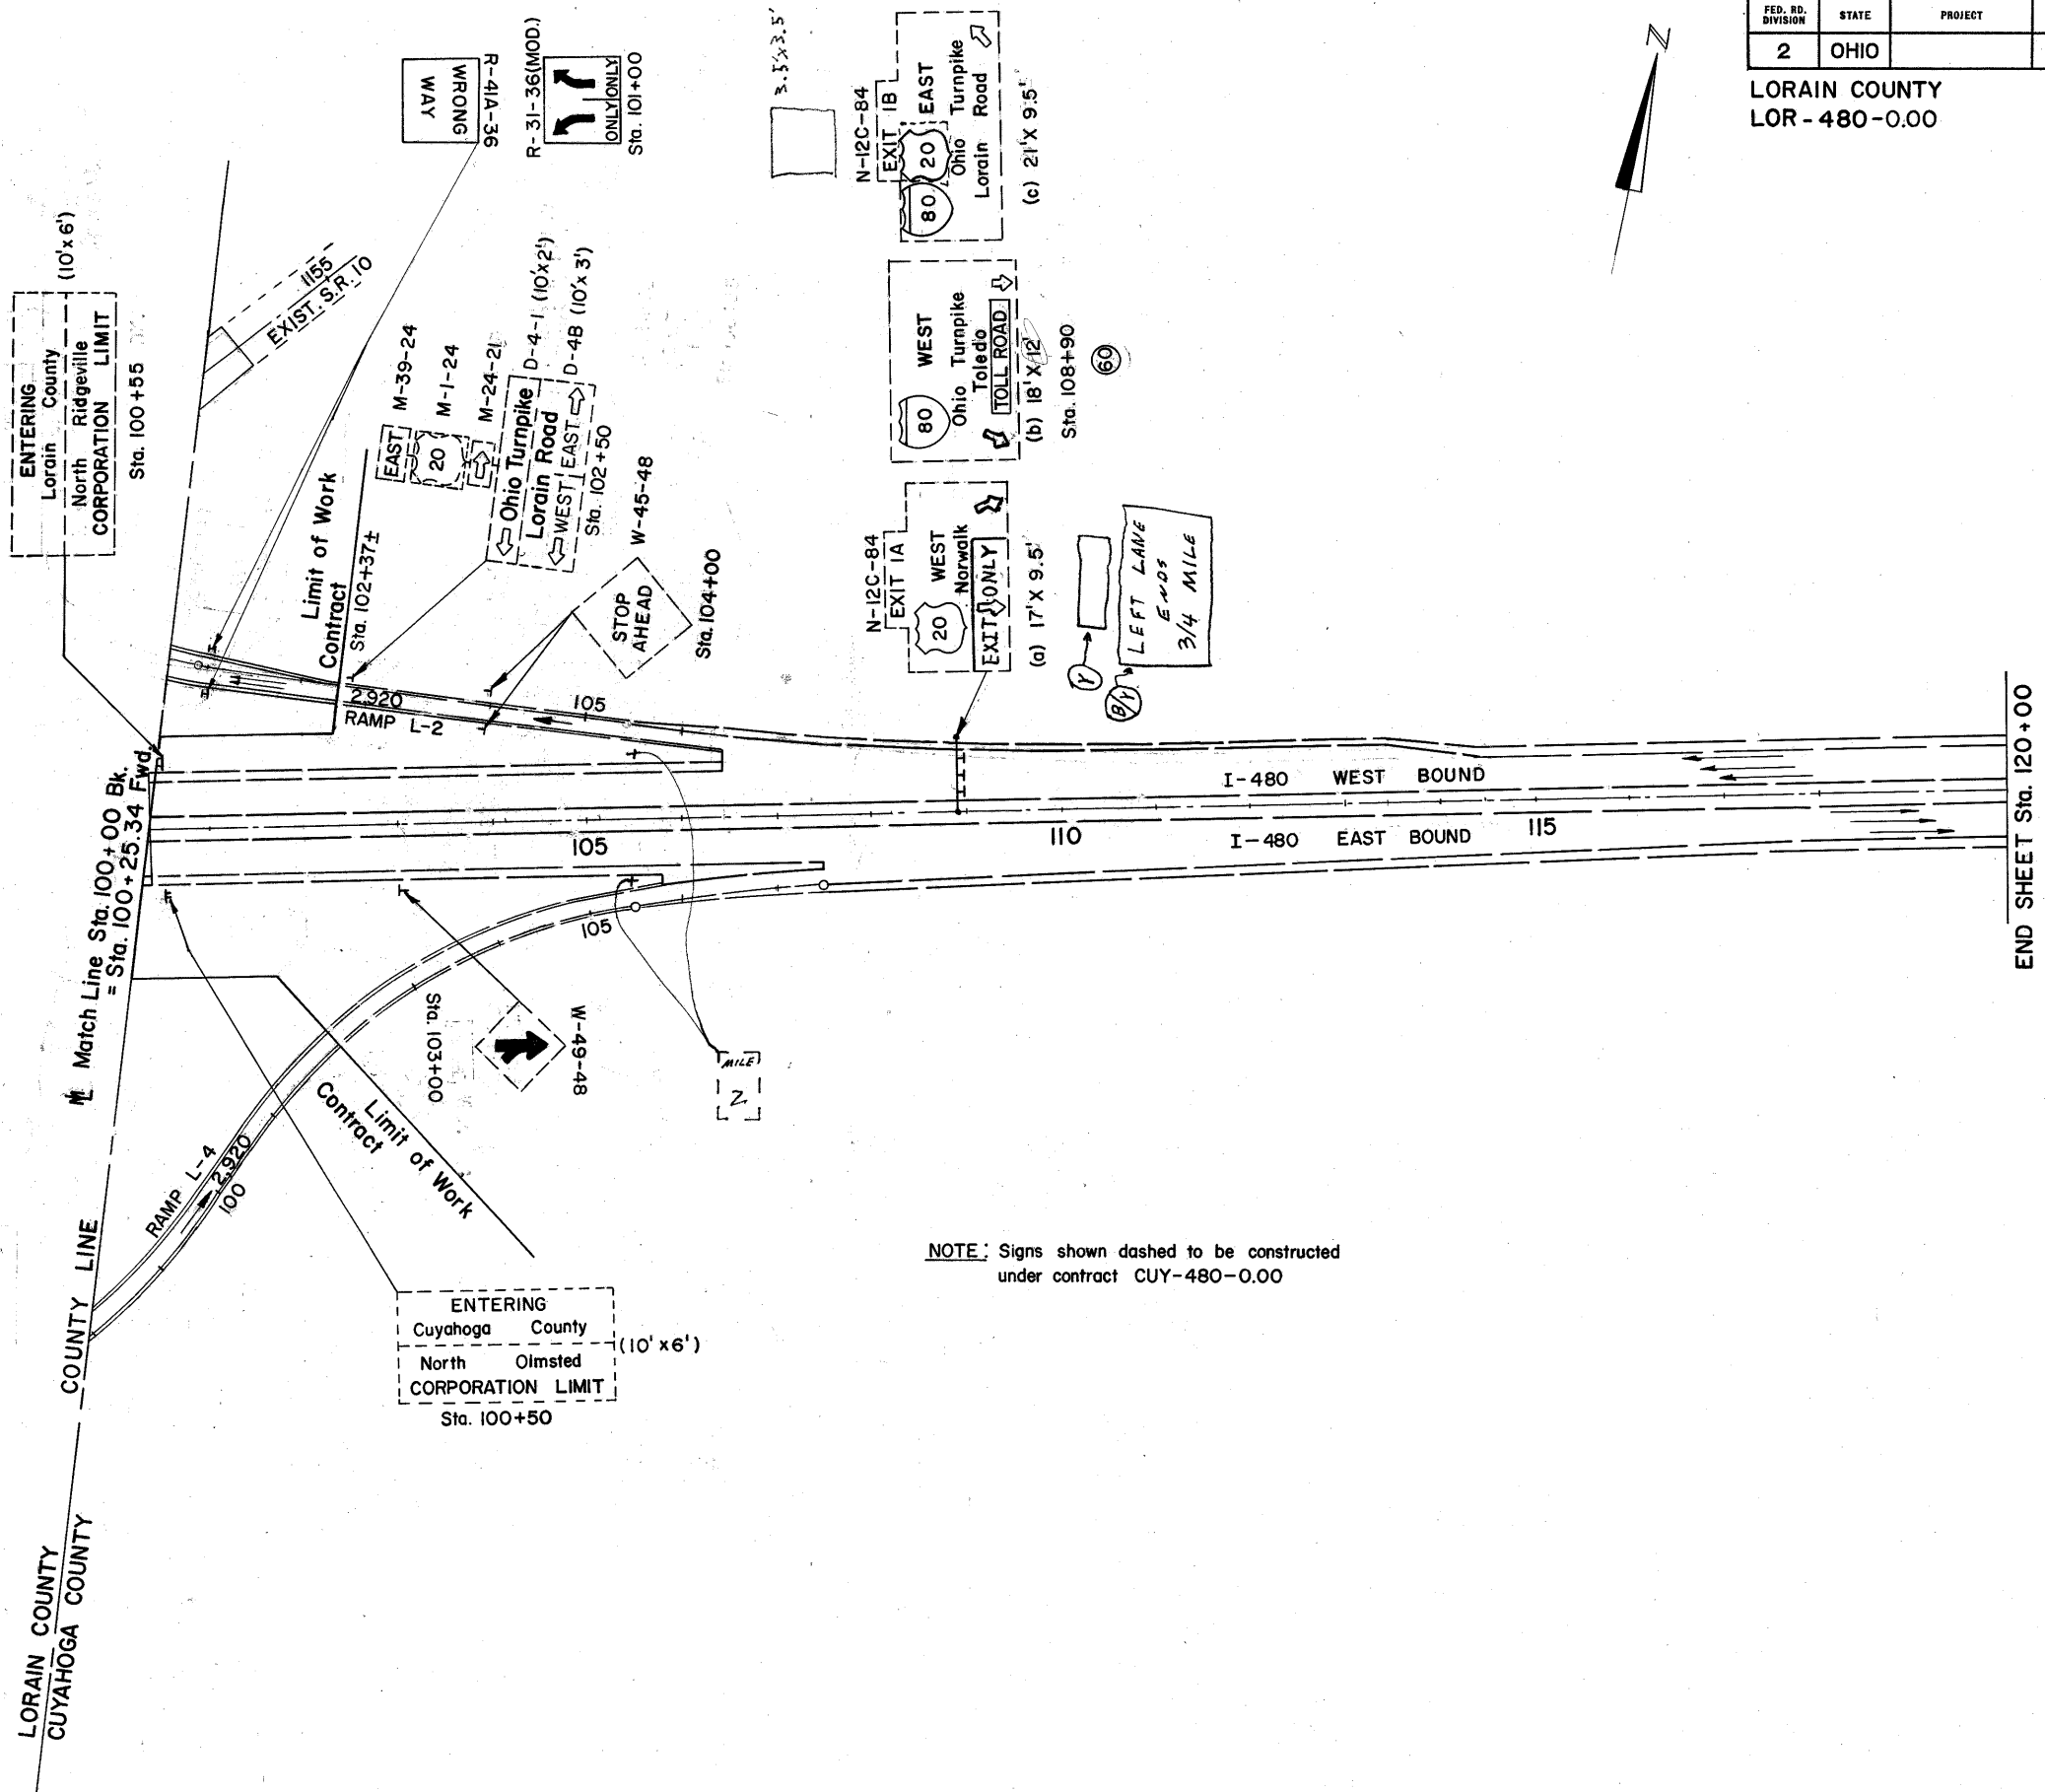 FED. RD. DIVISION
STATE
PROJECT
2
OHIO
LORAIN COUNTY
LOR-480-0.00
N
R-41A-36
WRONG
WAY
R-31-36(MOD.)
ONLY ONLY
Sta. 101+00
3.5'x3.5'
N-12C-84
EXIT 1B
80 20 EAST
Ohio Turnpike
Lorain Road
(c) 21'X 9.5'
80 WEST
Ohio Turnpike
Toledo
TOLL ROAD
(b) 18'X 12'
Sta. 108+90
60
N-12C-84
EXIT 1A
20 WEST
Norwalk
EXIT ONLY
(a) 17'X 9.5'
Y
B/Y
LEFT LANE
ENDS
3/4 MILE
ENTERING
Lorain County
North Ridgeville
CORPORATION LIMIT
(10'x 6')
Sta. 100+55
1155
EXIST. S.R. 10
Limit of Work
Contract
Sta. 102+37±
EAST
M-39-24
20
M-1-24
M-24-21
Ohio Turnpike
D-4-1 (10'x2')
Lorain Road
WEST EAST
D-4B (10'x 3')
Sta. 102+50
W-45-48
STOP
AHEAD
Sta. 104+00
2,920
RAMP L-2
105
I-480 WEST BOUND
105
110
115
I-480 EAST BOUND
105
END SHEET Sta. 120+00
ML Match Line Sta. 100+00 Bk.
= Sta. 100+25.34 Fwd.
Sta. 103+00
W-49-48
MILE
2
Limit of Work
Contract
RAMP L-4
2,920
100
NOTE: Signs shown dashed to be constructed
under contract CUY-480-0.00
ENTERING
Cuyahoga County
North Olmsted
CORPORATION LIMIT
(10'x6')
Sta. 100+50
COUNTY LINE
LORAIN COUNTY
CUYAHOGA COUNTY